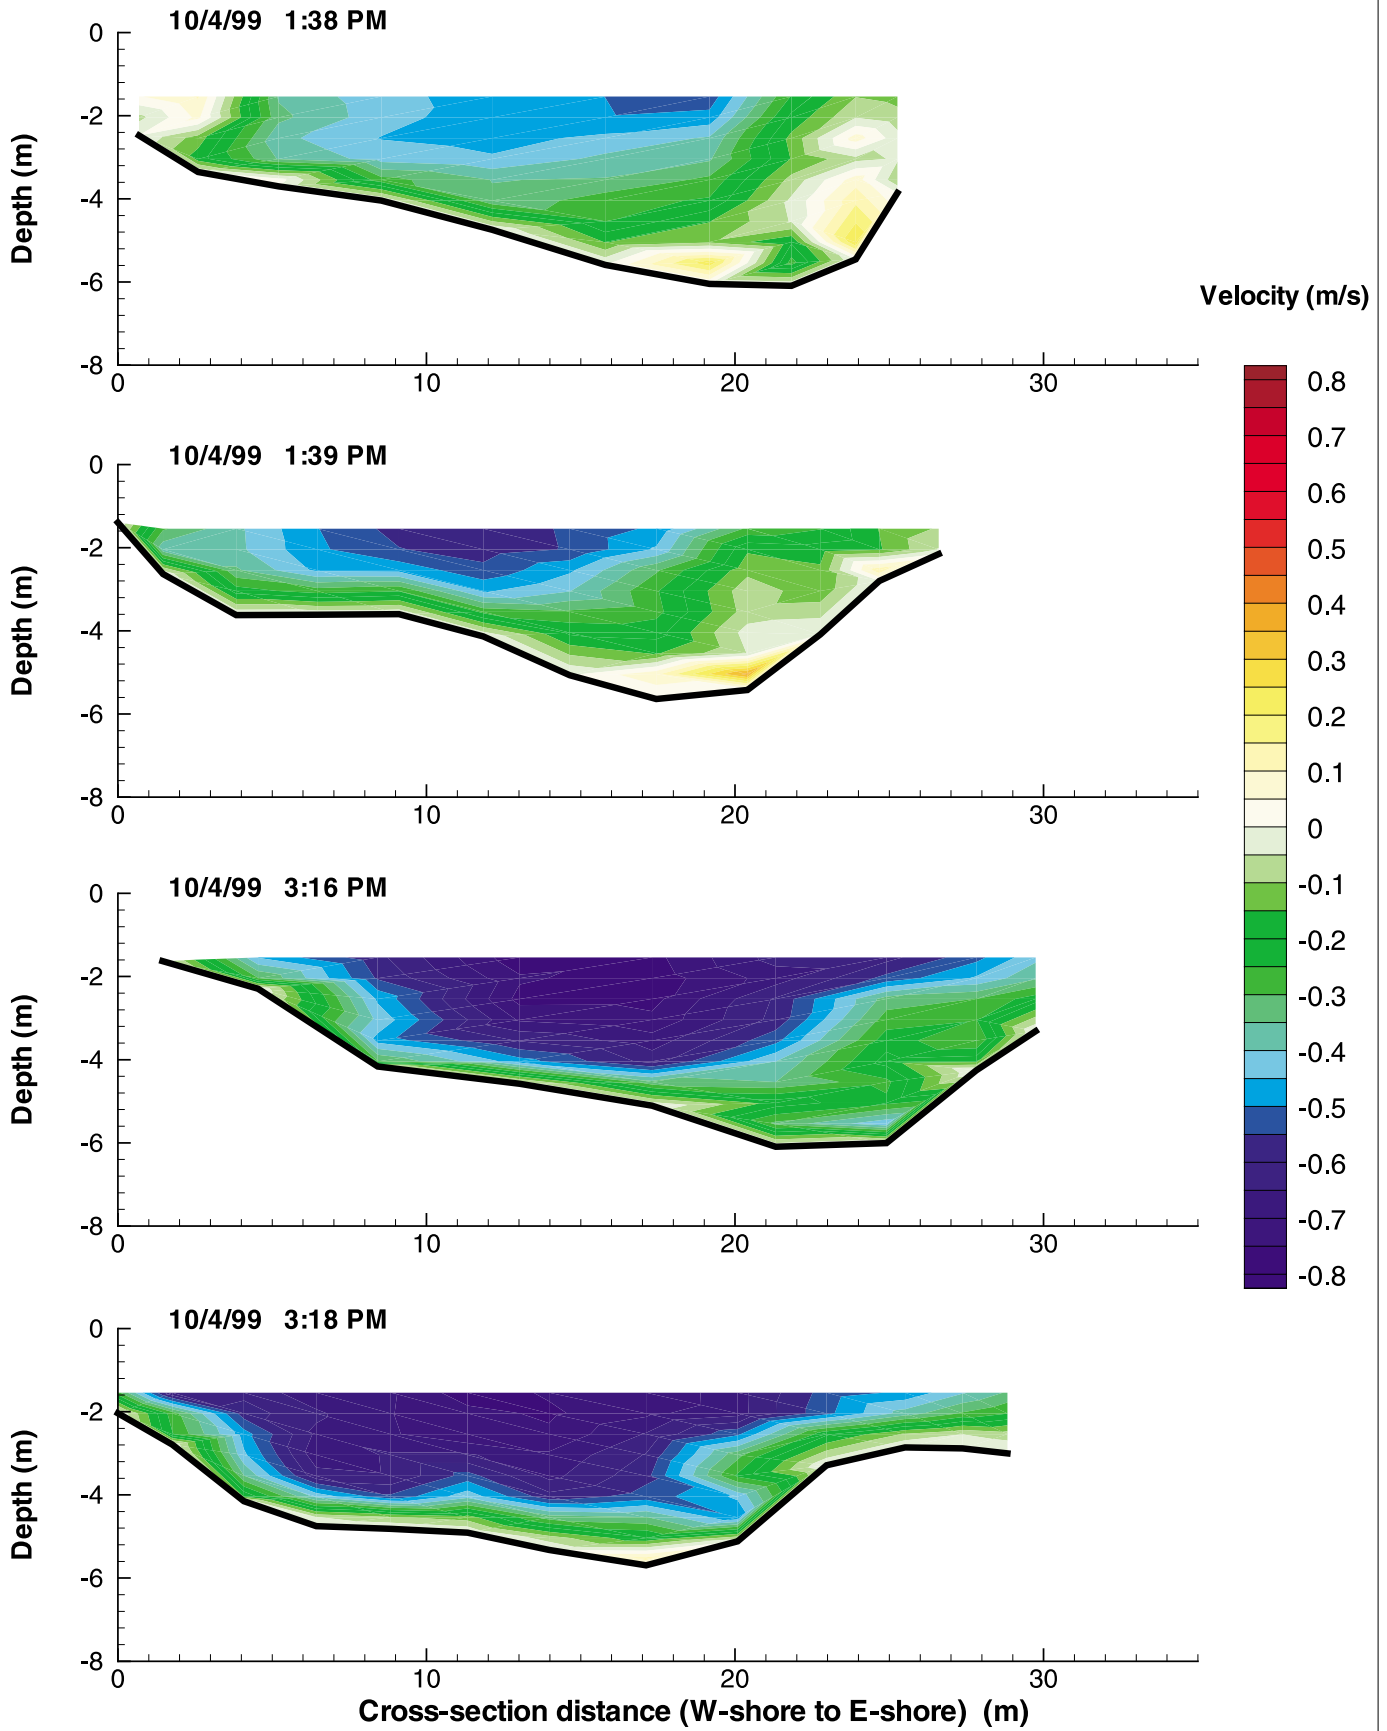 10/4/99 1:38 PM
0
-2
-4
-6
-8
Depth (m)
0 10 20 30
10/4/99 1:39 PM
0
-2
-4
-6
-8
Depth (m)
0 10 20 30
10/4/99 3:16 PM
0
-2
-4
-6
-8
Depth (m)
0 10 20 30
10/4/99 3:18 PM
0
-2
-4
-6
-8
Depth (m)
0 10 20 30
Cross-section distance (W-shore to E-shore) (m)
Velocity (m/s)
0.8
0.7
0.6
0.5
0.4
0.3
0.2
0.1
0
-0.1
-0.2
-0.3
-0.4
-0.5
-0.6
-0.7
-0.8